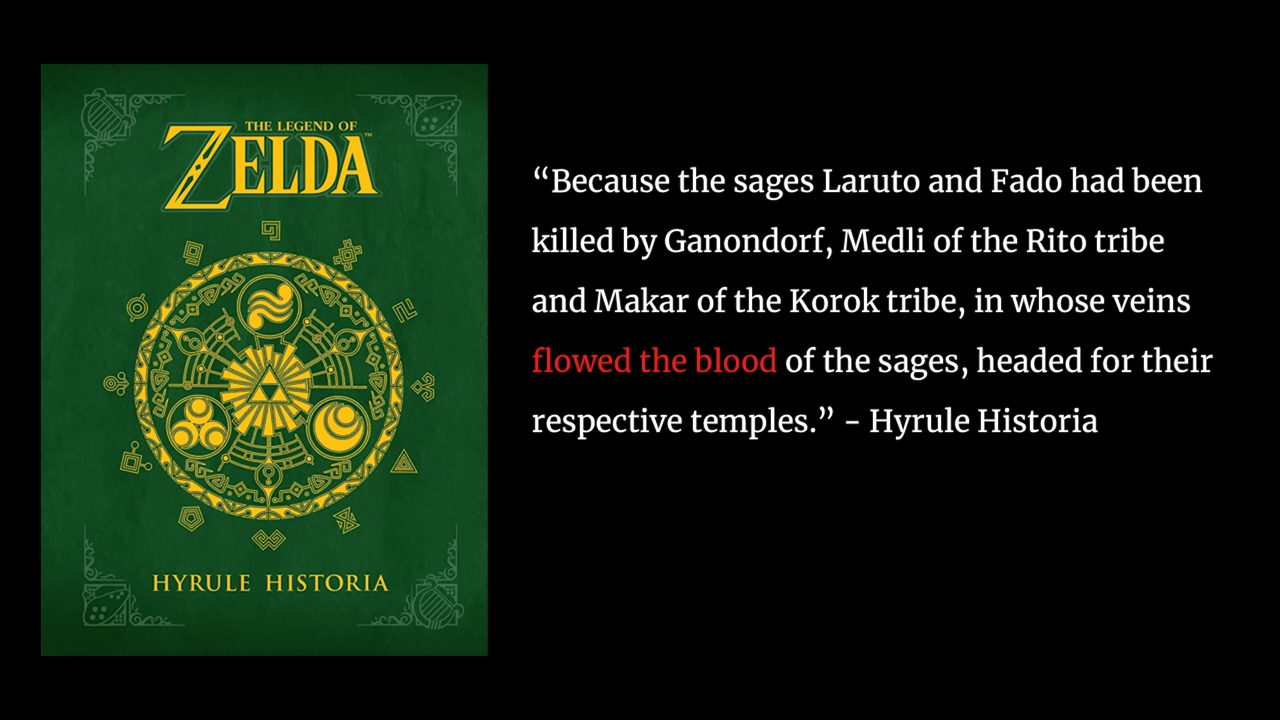 THE LEGEND OF
ZELDA™
HYRULE HISTORIA
“Because the sages Laruto and Fado had been
killed by Ganondorf, Medli of the Rito tribe
and Makar of the Korok tribe, in whose veins
flowed the blood of the sages, headed for their
respective temples.” - Hyrule Historia